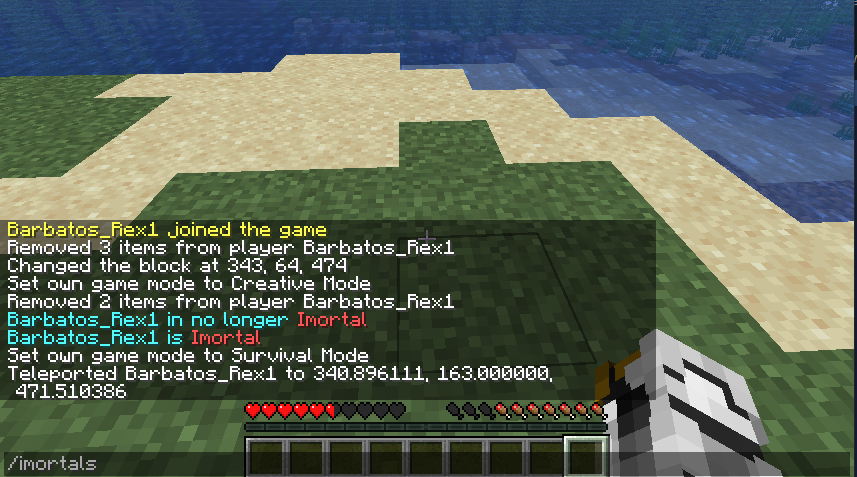 Barbatos_Rex1 joined the game
Removed 3 items from player Barbatos_Rex1
Changed the block at 343, 64, 474
Set own game mode to Creative Mode
Removed 2 items from player Barbatos_Rex1
Barbatos_Rex1 in no longer Imortal
Barbatos_Rex1 is Imortal
Set own game mode to Survival Mode
Teleported Barbatos_Rex1 to 340.896111, 163.000000,
471.510386
/imortals